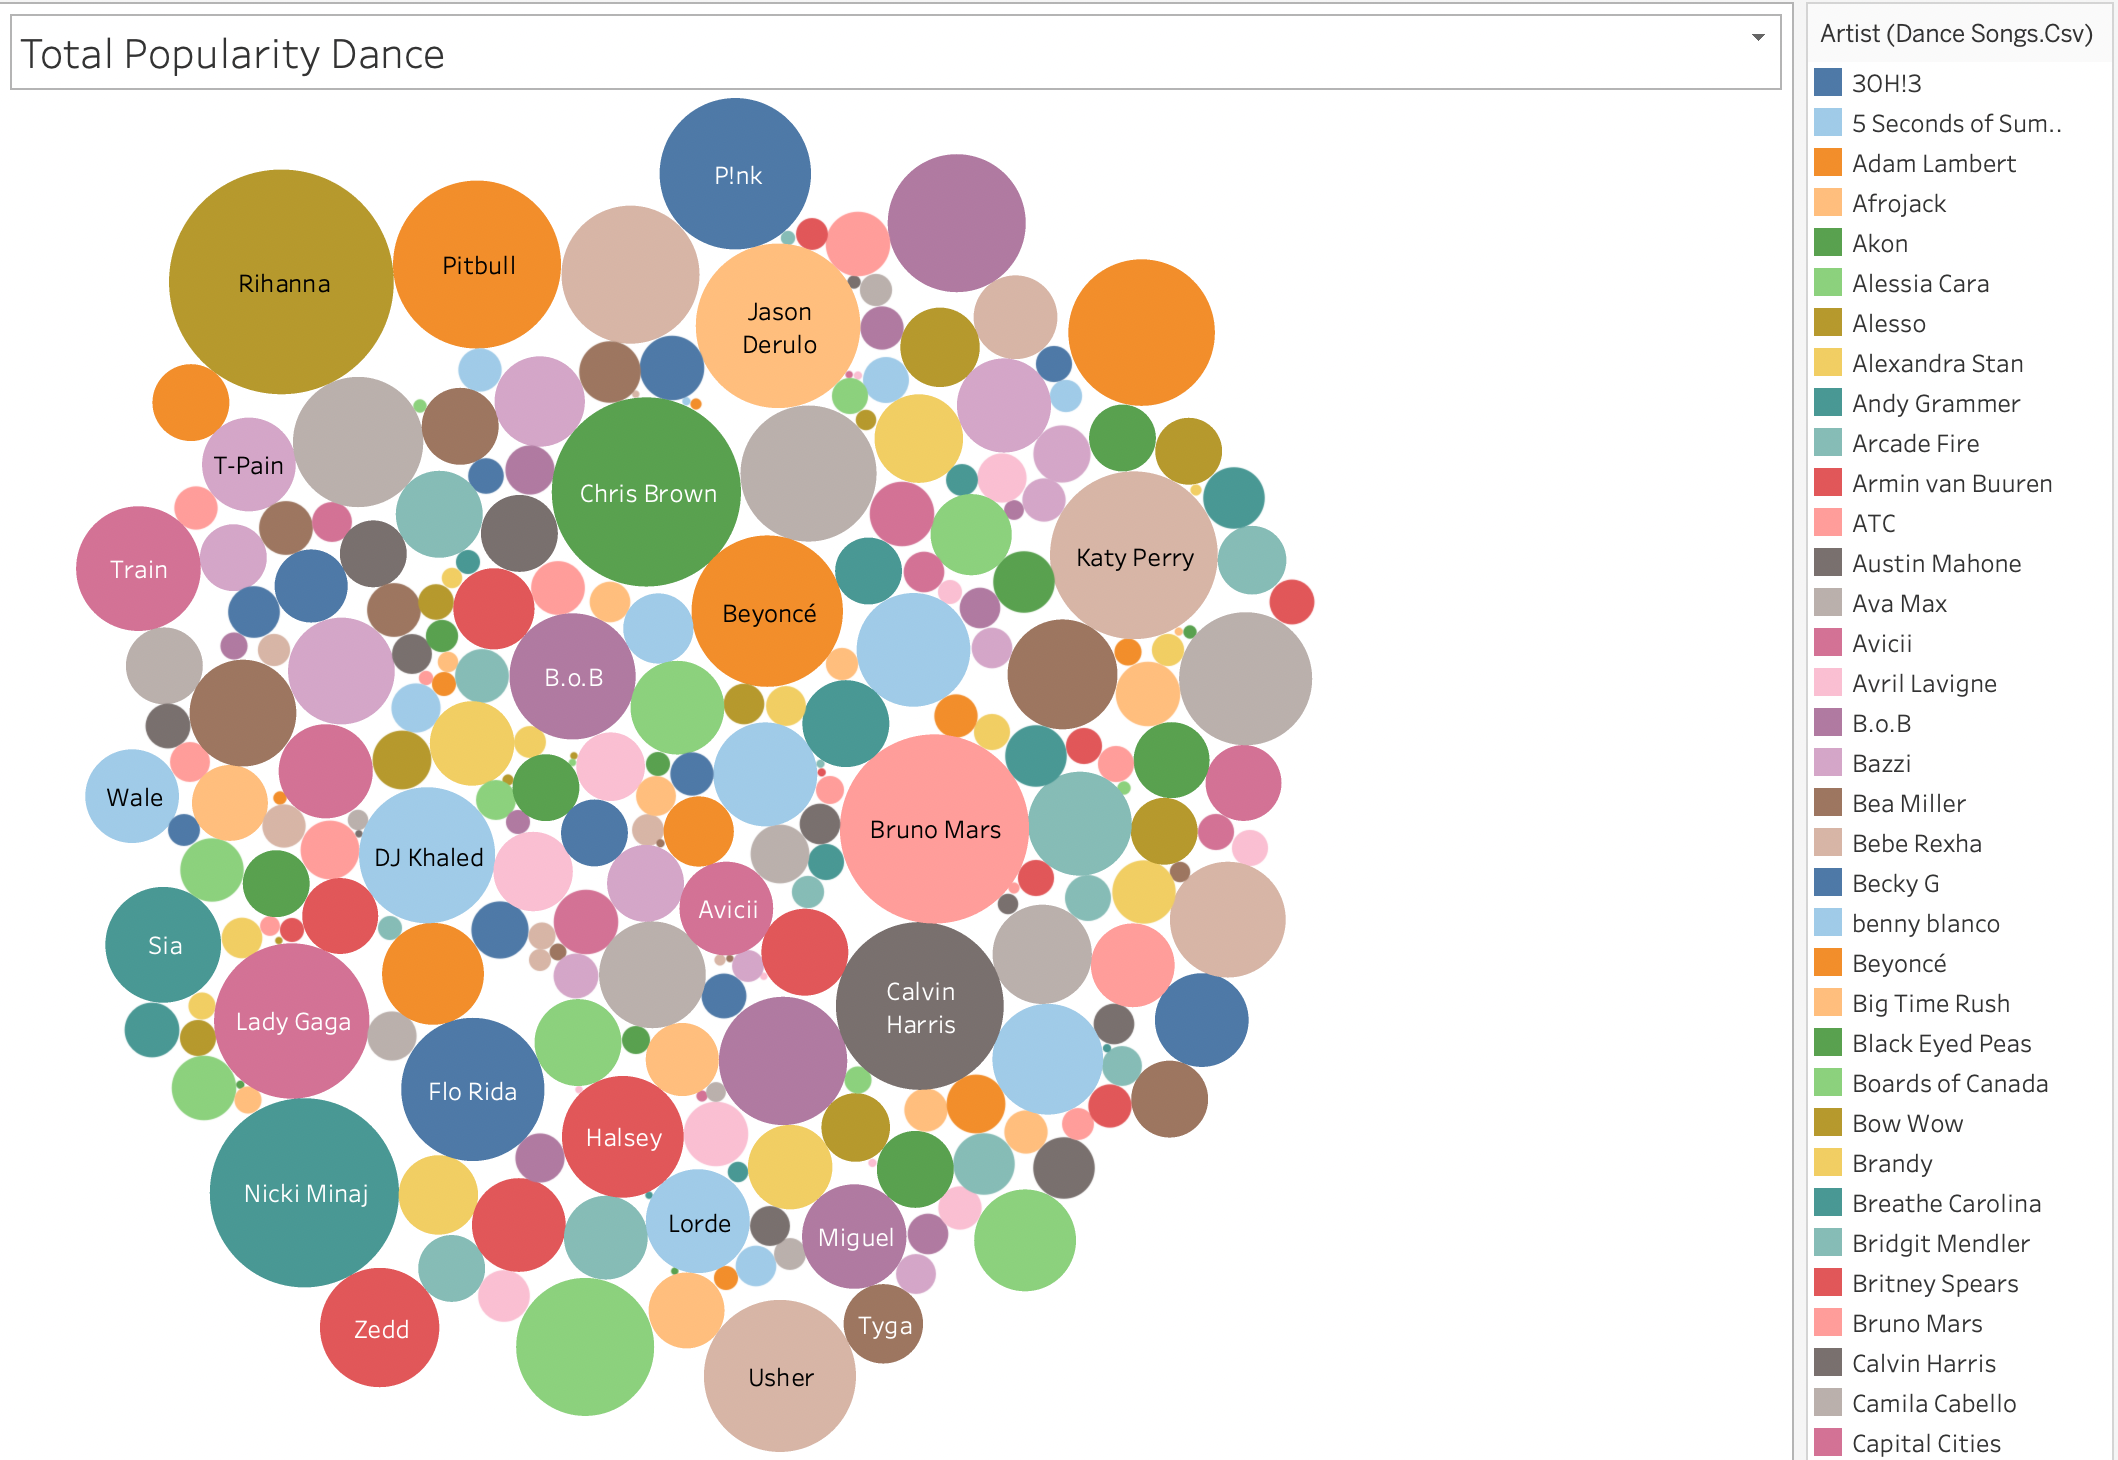 Total Popularity Dance
P!nk
Rihanna
Pitbull
Jason
Derulo
T-Pain
Chris Brown
Train
Katy Perry
Beyoncé
B.o.B
Wale
Bruno Mars
DJ Khaled
Avicii
Sia
Calvin
Harris
Lady Gaga
Flo Rida
Halsey
Nicki Minaj
Lorde
Miguel
Zedd
Tyga
Usher
Artist (Dance Songs.Csv)
3OH!3
5 Seconds of Sum..
Adam Lambert
Afrojack
Akon
Alessia Cara
Alesso
Alexandra Stan
Andy Grammer
Arcade Fire
Armin van Buuren
ATC
Austin Mahone
Ava Max
Avicii
Avril Lavigne
B.o.B
Bazzi
Bea Miller
Bebe Rexha
Becky G
benny blanco
Beyoncé
Big Time Rush
Black Eyed Peas
Boards of Canada
Bow Wow
Brandy
Breathe Carolina
Bridgit Mendler
Britney Spears
Bruno Mars
Calvin Harris
Camila Cabello
Capital Cities